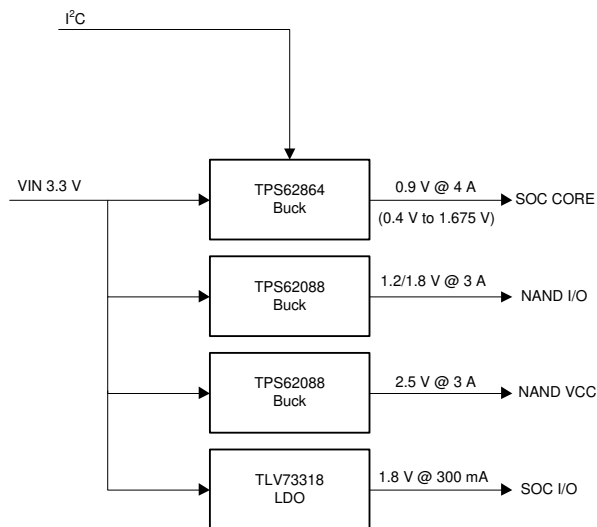 I²C
VIN 3.3 V
TPS62864
Buck
0.9 V @ 4 A
(0.4 V to 1.675 V)
SOC CORE
TPS62088
Buck
1.2/1.8 V @ 3 A
NAND I/O
TPS62088
Buck
2.5 V @ 3 A
NAND VCC
TLV73318
LDO
1.8 V @ 300 mA
SOC I/O